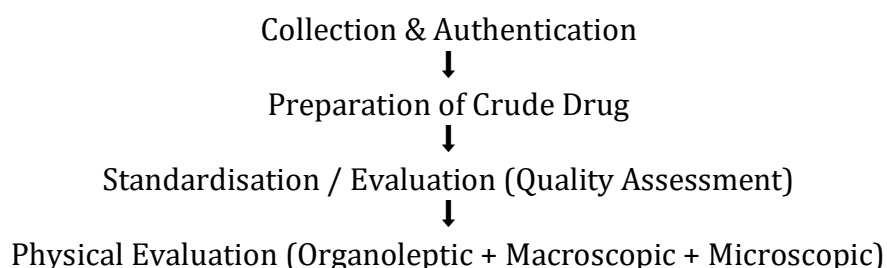 Collection & Authentication
Preparation of Crude Drug
Standardisation / Evaluation (Quality Assessment)
Physical Evaluation (Organoleptic + Macroscopic + Microscopic)